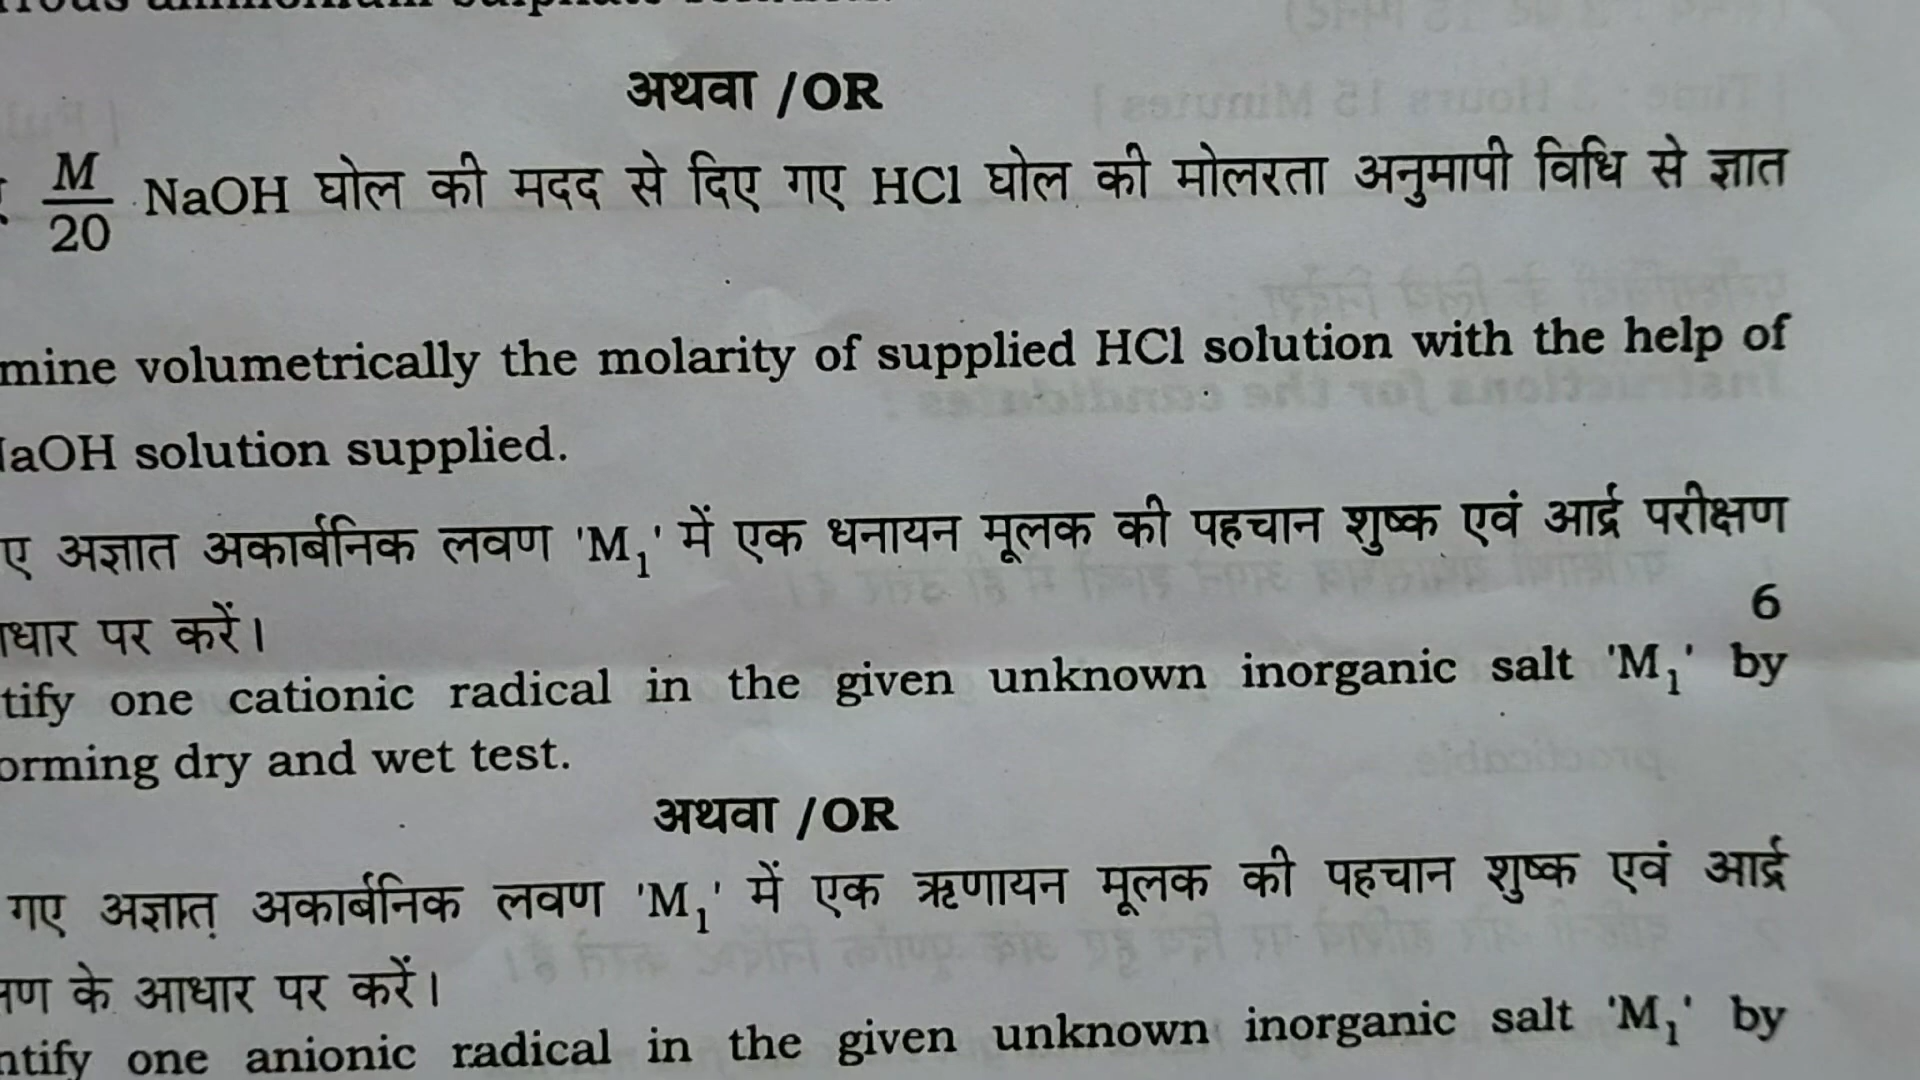 ammonium sulphate
अथवा /OR
M/20 NaOH घोल की मदद से दिए गए HCl घोल की मोलरता अनुमापी विधि से ज्ञात
mine volumetrically the molarity of supplied HCl solution with the help of
aOH solution supplied.
ए अज्ञात अकार्बनिक लवण 'M₁' में एक धनायन मूलक की पहचान शुष्क एवं आर्द्र परीक्षण
धार पर करें। 6
tify one cationic radical in the given unknown inorganic salt 'M₁' by
orming dry and wet test.
अथवा /OR
गए अज्ञात अकार्बनिक लवण 'M₁' में एक ऋणायन मूलक की पहचान शुष्क एवं आर्द्र
ण के आधार पर करें।
ntify one anionic radical in the given unknown inorganic salt 'M₁' by